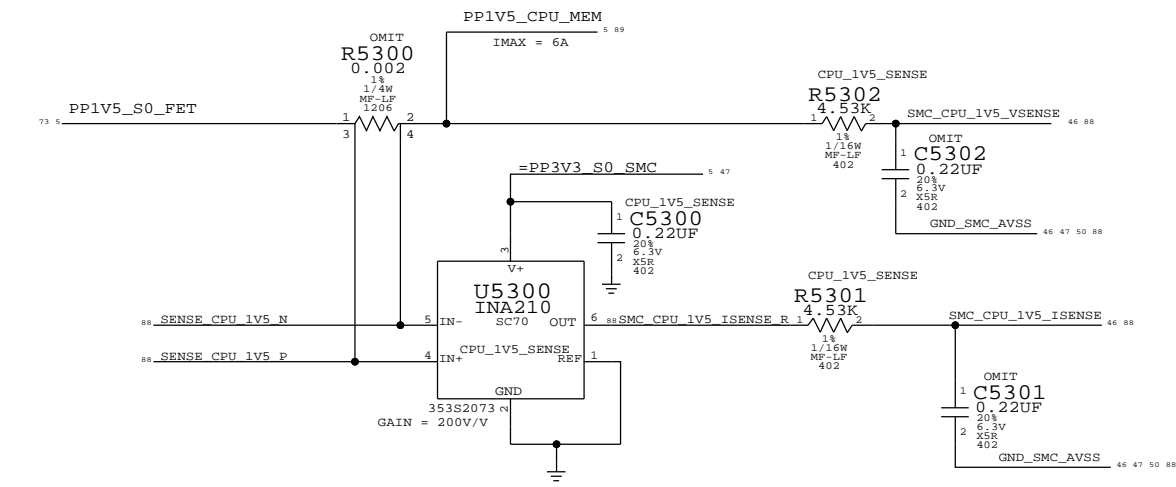 PP1V5_CPU_MEM
5 89
IMAX = 6A
OMIT
R5300
0.002
1%
1/4W
MF-LF
1206
PP1V5_S0_FET
73 5
1 2
3 4
CPU_1V5_SENSE
R5302
4.53K
1 2
1%
1/16W
MF-LF
402
SMC_CPU_1V5_VSENSE
46 88
OMIT
1
C5302
0.22UF
20%
6.3V
2
X5R
402
GND_SMC_AVSS
46 47 50 88
=PP3V3_S0_SMC
5 47
CPU_1V5_SENSE
1
C5300
0.22UF
20%
6.3V
2
X5R
402
3
V+
U5300
INA210
SC70
88 SENSE_CPU_1V5_N
5 IN-
OUT 6
88 SMC_CPU_1V5_ISENSE_R
CPU_1V5_SENSE
R5301
4.53K
1 2
1%
1/16W
MF-LF
402
SMC_CPU_1V5_ISENSE
46 88
88 SENSE_CPU_1V5_P
4 IN+
CPU_1V5_SENSE
REF 1
GND
2
353S2073
GAIN = 200V/V
OMIT
1
C5301
0.22UF
20%
6.3V
2
X5R
402
GND_SMC_AVSS
46 47 50 88